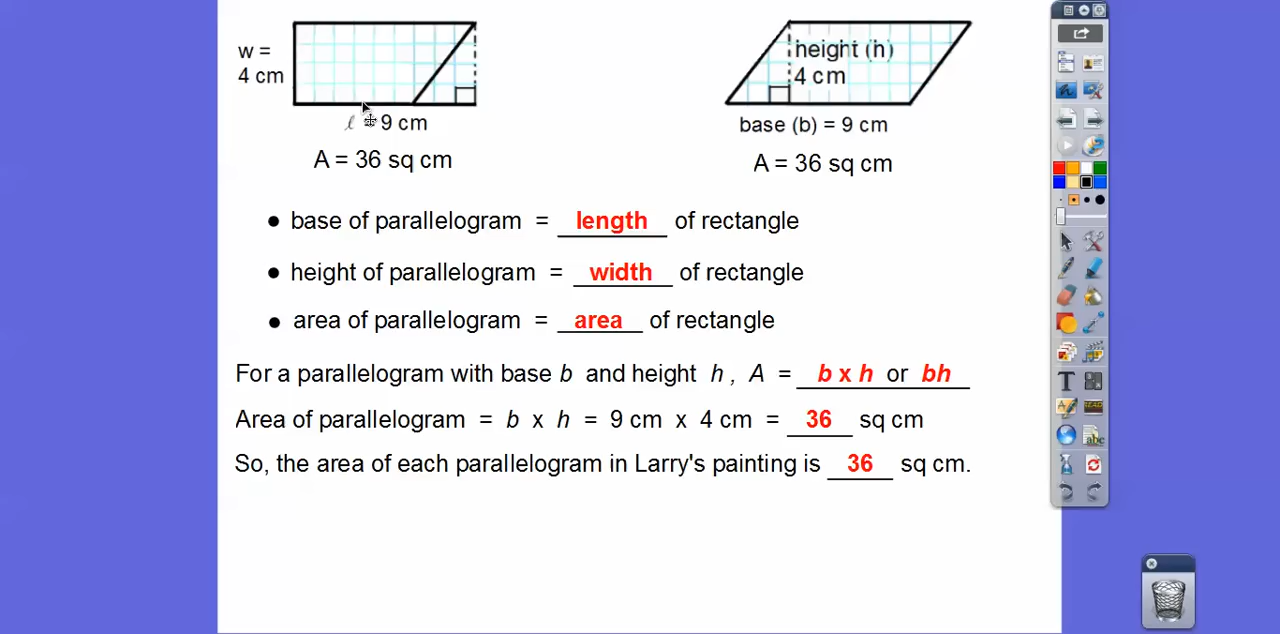 w =
4 cm
ℓ = 9 cm
A = 36 sq cm
height (h)
4 cm
base (b) = 9 cm
A = 36 sq cm
● base of parallelogram = length of rectangle
● height of parallelogram = width of rectangle
● area of parallelogram = area of rectangle
For a parallelogram with base b and height h , A = b x h or bh
Area of parallelogram = b x h = 9 cm x 4 cm = 36 sq cm
So, the area of each parallelogram in Larry's painting is 36 sq cm.